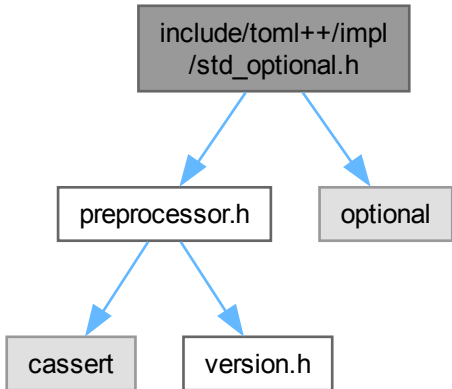 include/toml++/impl
/std_optional.h
preprocessor.h
optional
cassert
version.h